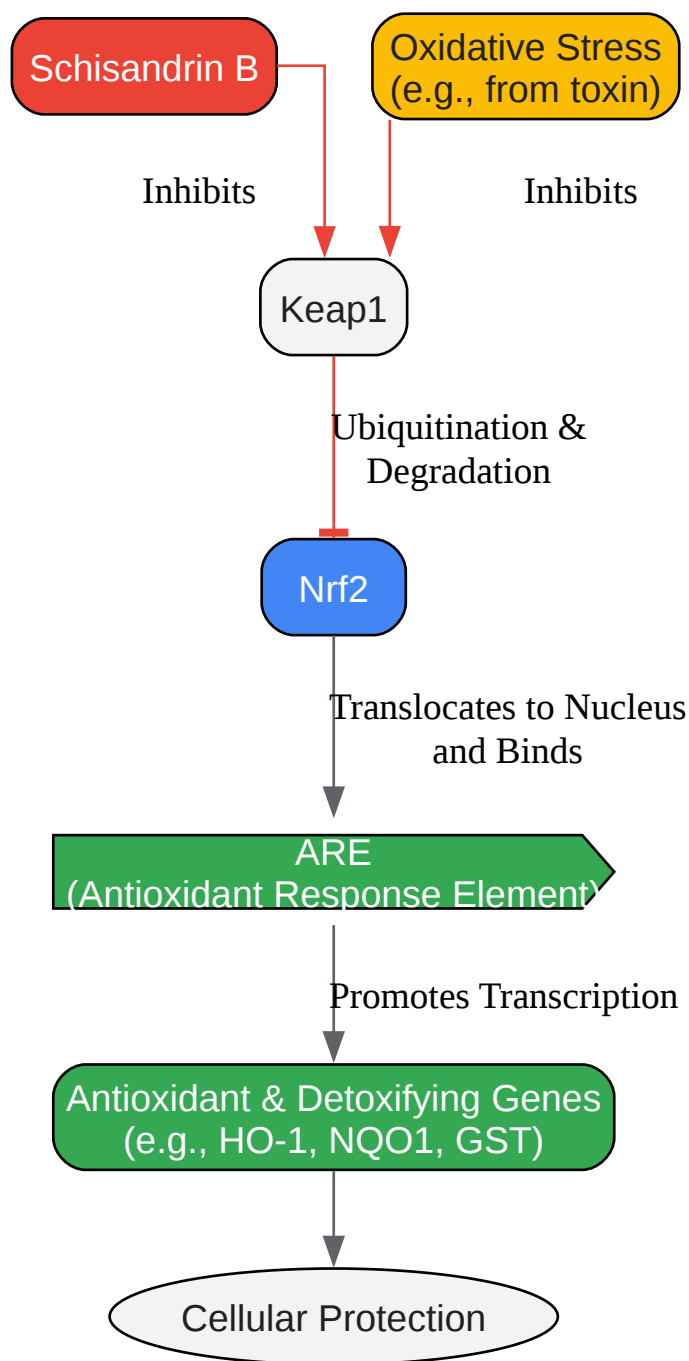 Schisandrin B
Oxidative Stress
(e.g., from toxin)
Inhibits
Inhibits
Keap1
Ubiquitination &
Degradation
Nrf2
Translocates to Nucleus
and Binds
ARE
(Antioxidant Response Element)
Promotes Transcription
Antioxidant & Detoxifying Genes
(e.g., HO-1, NQO1, GST)
Cellular Protection